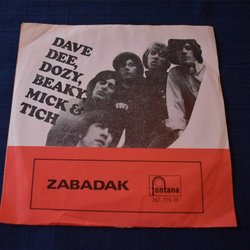 DAVE
DEE,
DOZY,
BEAKY,
MICK &
TICH
ZABADAK
fontana